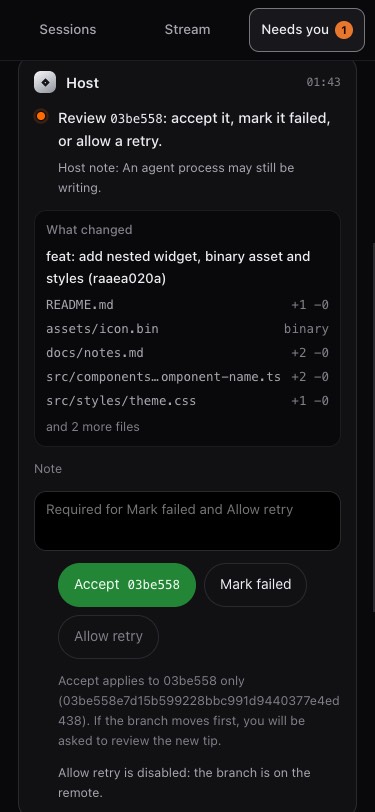 Sessions
Stream
Needs you 1
Host 01:43
Review 03be558: accept it, mark it failed,
or allow a retry.
Host note: An agent process may still be
writing.
What changed
feat: add nested widget, binary asset and
styles (raaea020a)
README.md +1 −0
assets/icon.bin binary
docs/notes.md +2 −0
src/components…omponent-name.ts +2 −0
src/styles/theme.css +1 −0
and 2 more files
Note
Required for Mark failed and Allow retry
Accept 03be558
Mark failed
Allow retry
Accept applies to 03be558 only
(03be558e7d15b599228bbc991d9440377e4ed
438). If the branch moves first, you will be
asked to review the new tip.
Allow retry is disabled: the branch is on the
remote.